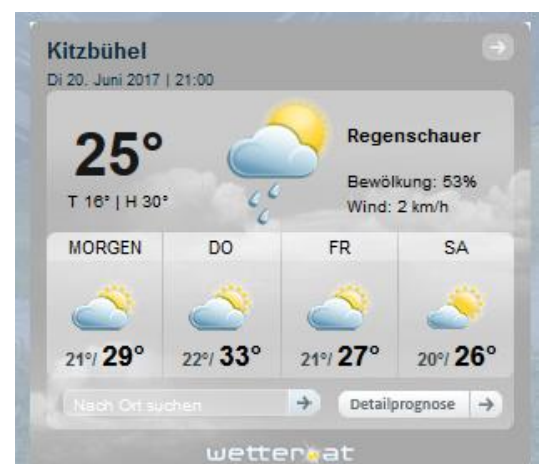 Kitzbühel
Di 20. Juni 2017 | 21:00
25°
T 16° | H 30°
Regenschauer
Bewölkung: 53%
Wind: 2 km/h
MORGEN DO FR SA
21°/ 29° 22°/ 33° 21°/ 27° 20°/ 26°
Nach Ort suchen Detailprognose
wetter.at